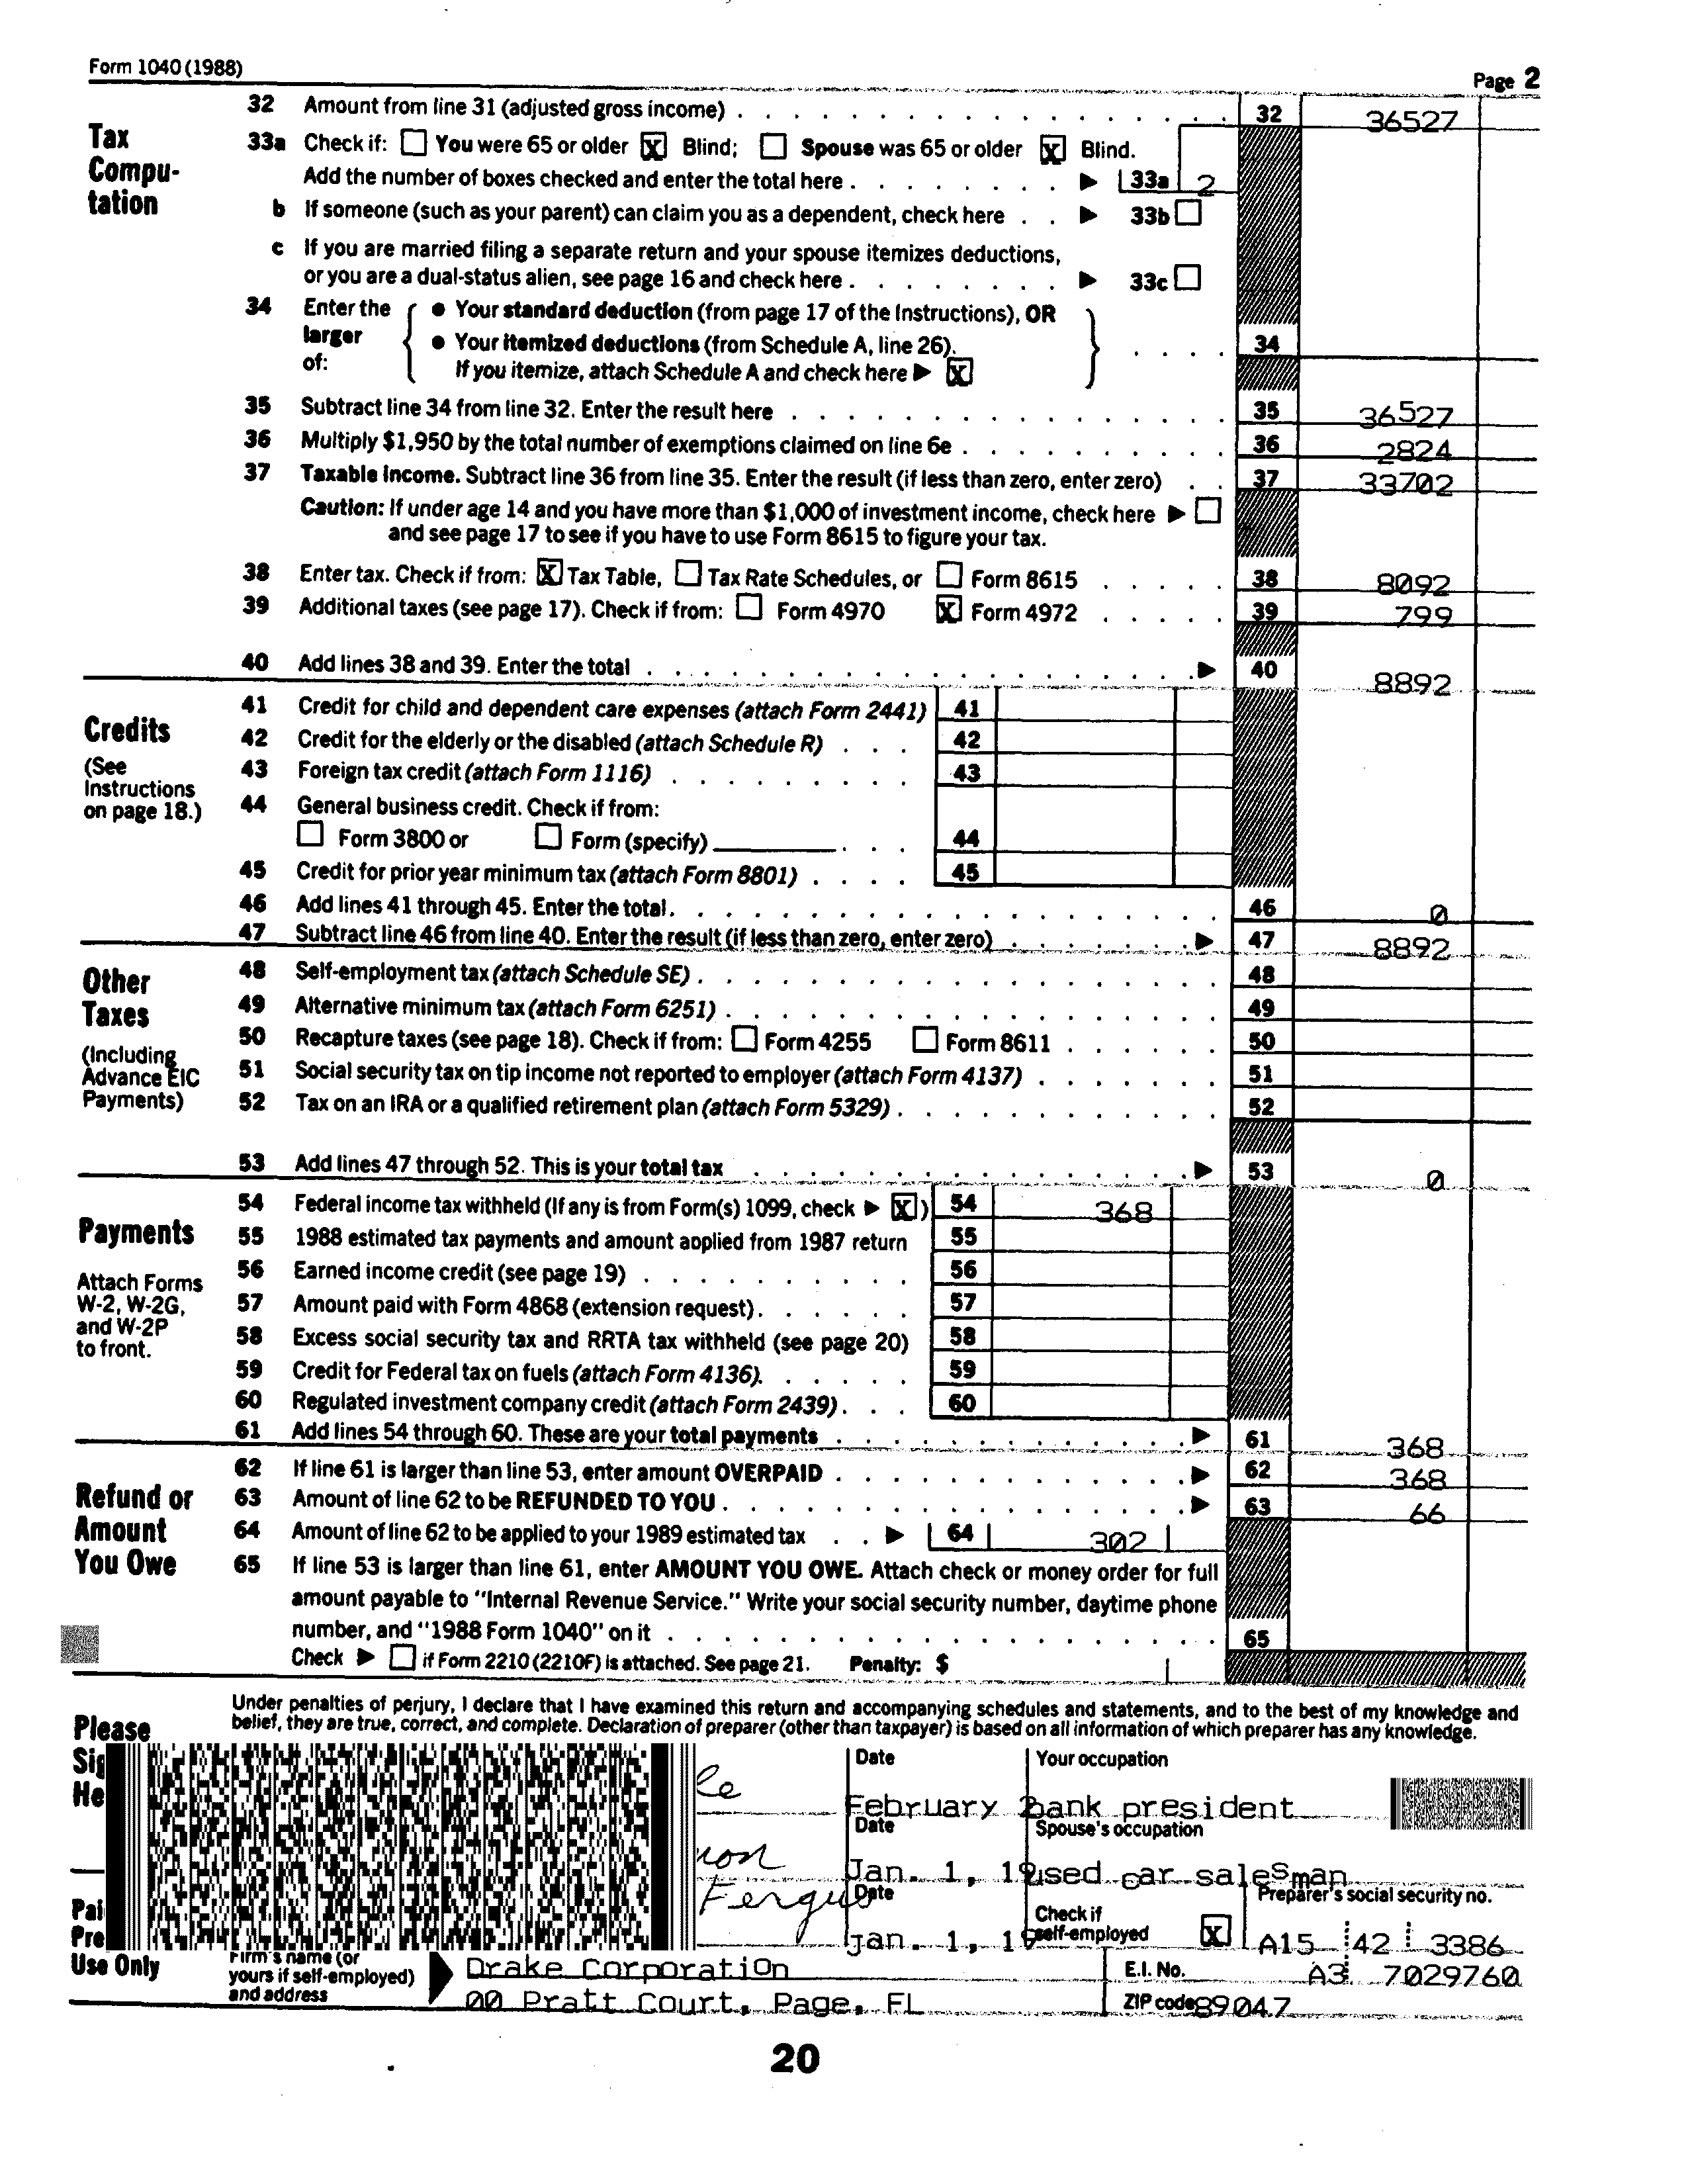 Form 1040 (1988)
Page 2
Tax Compu-tation
32 Amount from line 31 (adjusted gross income) 32 36527
33a Check if: You were 65 or older X Blind; Spouse was 65 or older X Blind.
Add the number of boxes checked and enter the total here 33a 2
b If someone (such as your parent) can claim you as a dependent, check here 33b
c If you are married filing a separate return and your spouse itemizes deductions,
or you are a dual-status alien, see page 16 and check here 33c
34 Enter the larger of:
• Your standard deduction (from page 17 of the Instructions), OR
• Your itemized deductions (from Schedule A, line 26). 34
If you itemize, attach Schedule A and check here X
35 Subtract line 34 from line 32. Enter the result here 35 36527
36 Multiply $1,950 by the total number of exemptions claimed on line 6e 36 2824
37 Taxable income. Subtract line 36 from line 35. Enter the result (if less than zero, enter zero) 37 33702
Caution: If under age 14 and you have more than $1,000 of investment income, check here
and see page 17 to see if you have to use Form 8615 to figure your tax.
38 Enter tax. Check if from: X Tax Table, Tax Rate Schedules, or Form 8615 38 8092
39 Additional taxes (see page 17). Check if from: Form 4970 X Form 4972 39 799
40 Add lines 38 and 39. Enter the total 40 8892
Credits
(See Instructions on page 18.)
41 Credit for child and dependent care expenses (attach Form 2441) 41
42 Credit for the elderly or the disabled (attach Schedule R) 42
43 Foreign tax credit (attach Form 1116) 43
44 General business credit. Check if from:
Form 3800 or Form (specify) 44
45 Credit for prior year minimum tax (attach Form 8801) 45
46 Add lines 41 through 45. Enter the total 46 0
47 Subtract line 46 from line 40. Enter the result (if less than zero, enter zero) 47 8892
Other Taxes
(Including Advance EIC Payments)
48 Self-employment tax (attach Schedule SE) 48
49 Alternative minimum tax (attach Form 6251) 49
50 Recapture taxes (see page 18). Check if from: Form 4255 Form 8611 50
51 Social security tax on tip income not reported to employer (attach Form 4137) 51
52 Tax on an IRA or a qualified retirement plan (attach Form 5329) 52
53 Add lines 47 through 52. This is your total tax 53 0
Payments
Attach Forms W-2, W-2G, and W-2P to front.
54 Federal income tax withheld (If any is from Form(s) 1099, check X) 54 368
55 1988 estimated tax payments and amount applied from 1987 return 55
56 Earned income credit (see page 19) 56
57 Amount paid with Form 4868 (extension request) 57
58 Excess social security tax and RRTA tax withheld (see page 20) 58
59 Credit for Federal tax on fuels (attach Form 4136) 59
60 Regulated investment company credit (attach Form 2439) 60
61 Add lines 54 through 60. These are your total payments 61 368
Refund or Amount You Owe
62 If line 61 is larger than line 53, enter amount OVERPAID 62 368
63 Amount of line 62 to be REFUNDED TO YOU 63 66
64 Amount of line 62 to be applied to your 1989 estimated tax 64 302
65 If line 53 is larger than line 61, enter AMOUNT YOU OWE. Attach check or money order for full
amount payable to "Internal Revenue Service." Write your social security number, daytime phone
number, and "1988 Form 1040" on it 65
Check if Form 2210 (2210F) is attached. See page 21. Penalty: $
Under penalties of perjury, I declare that I have examined this return and accompanying schedules and statements, and to the best of my knowledge and
belief, they are true, correct, and complete. Declaration of preparer (other than taxpayer) is based on all information of which preparer has any knowledge.
Please
Date Your occupation
February bank president
Date Spouse's occupation
Jan. 1, 1 used car salesman
Fergus Date
Check if self-employed X
Preparer's social security no.
Jan. 1, 1 A15 42 3386
Use Only
Firm's name (or yours if self-employed) and address
Drake Corporation E.I. No. A3 7029760
00 Pratt Court, Page, FL ZIP code 89047
20